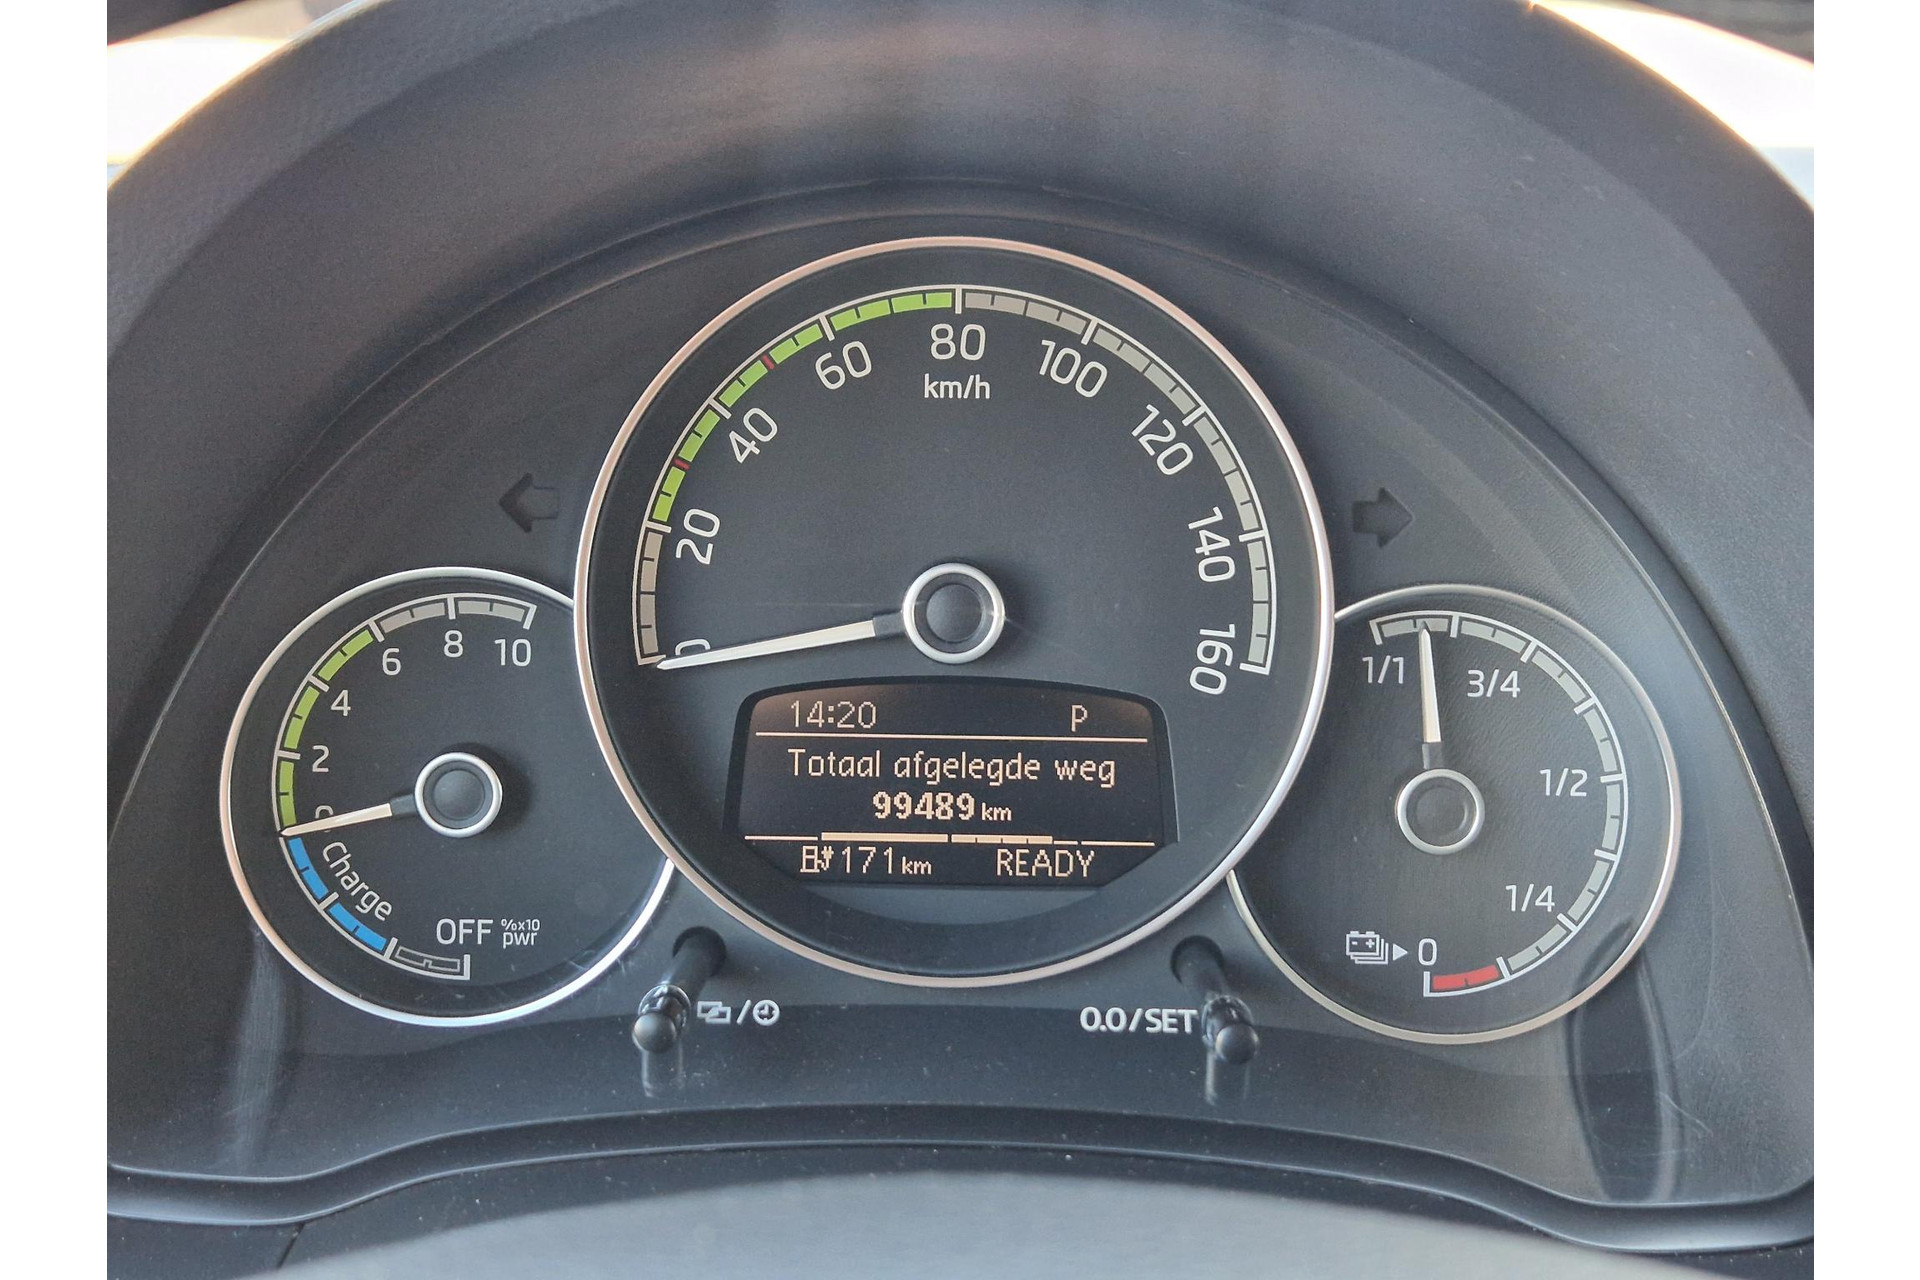 80
km/h
60
100
40
120
20
140
0
160
14:20 P
Totaal afgelegde weg
99489 km
171 km READY
10
8
6
4
2
0
Charge
OFF %x10 pwr
1/1
3/4
1/2
1/4
0
0.0/SET